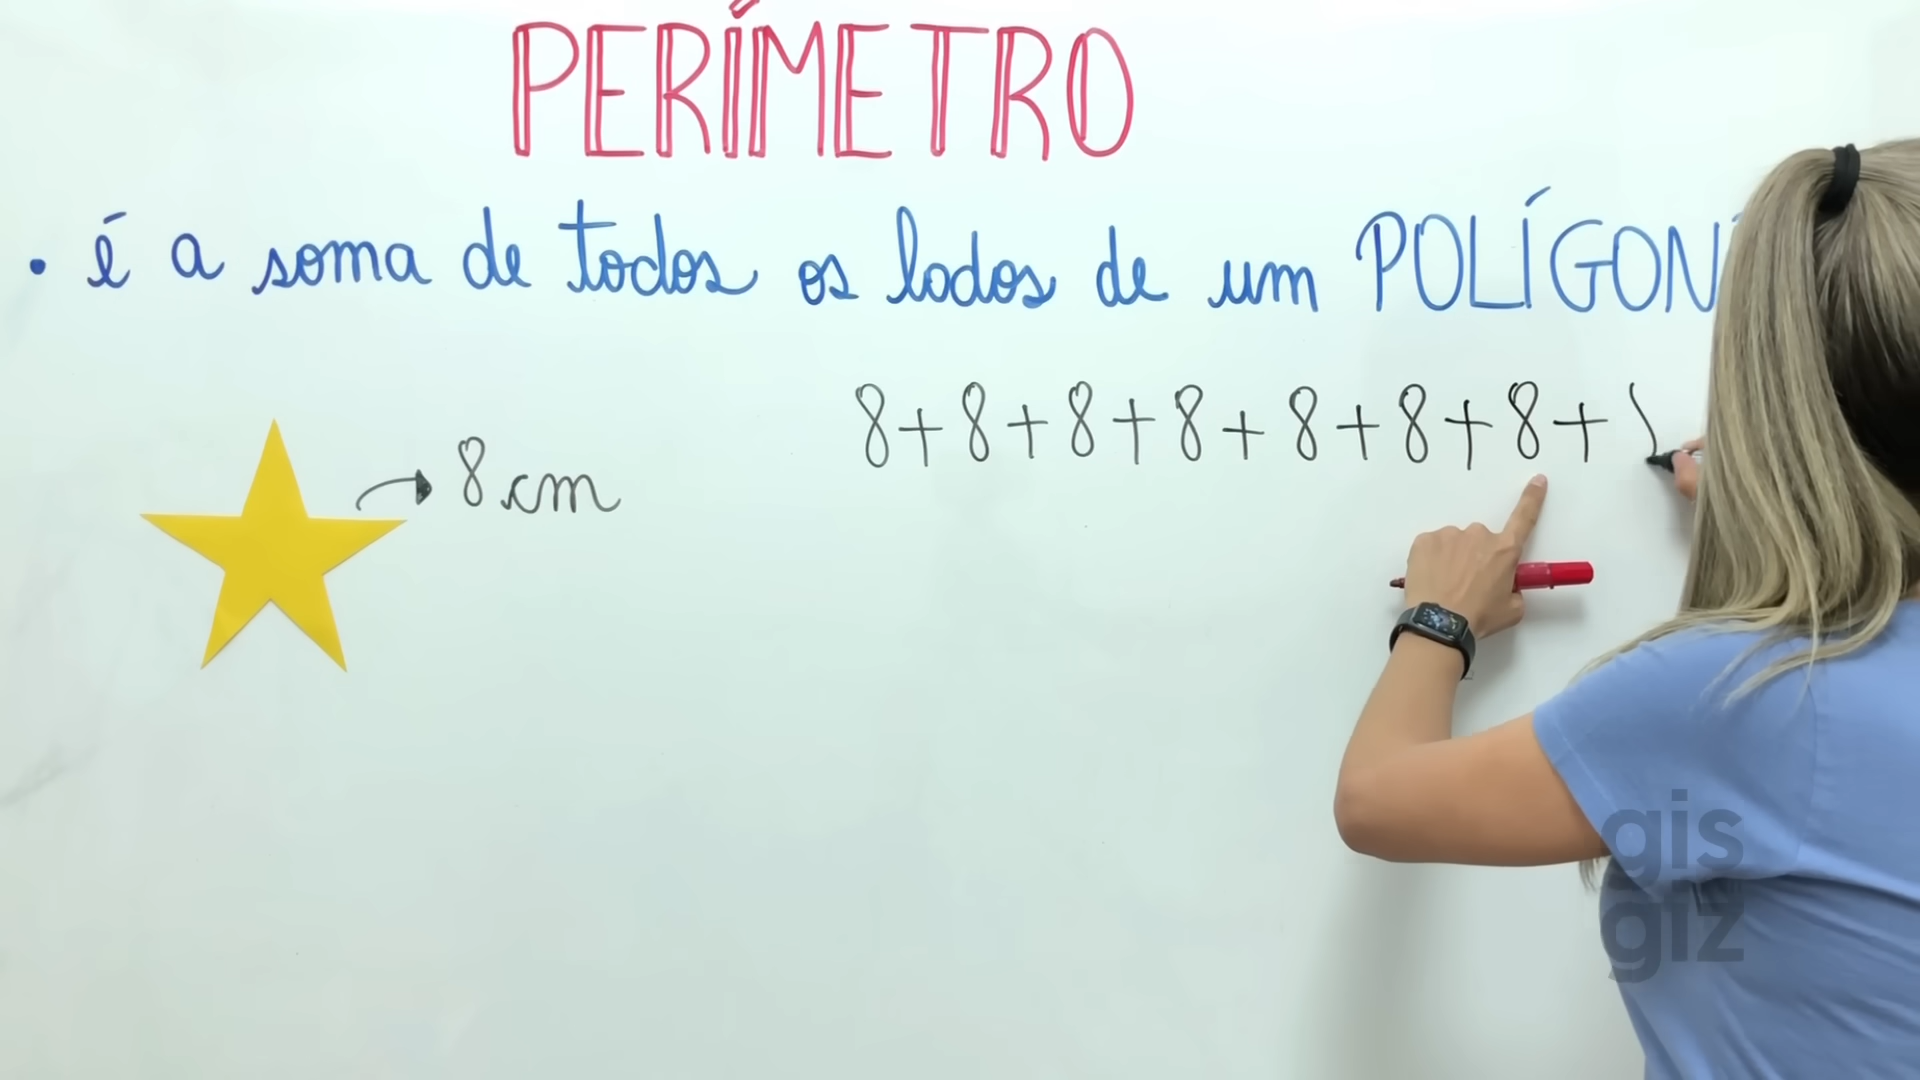 PERÍMETRO
• é a soma de todos os lados de um POLÍGON
8+8+8+8+8+8+8+
8 cm
gis
giz